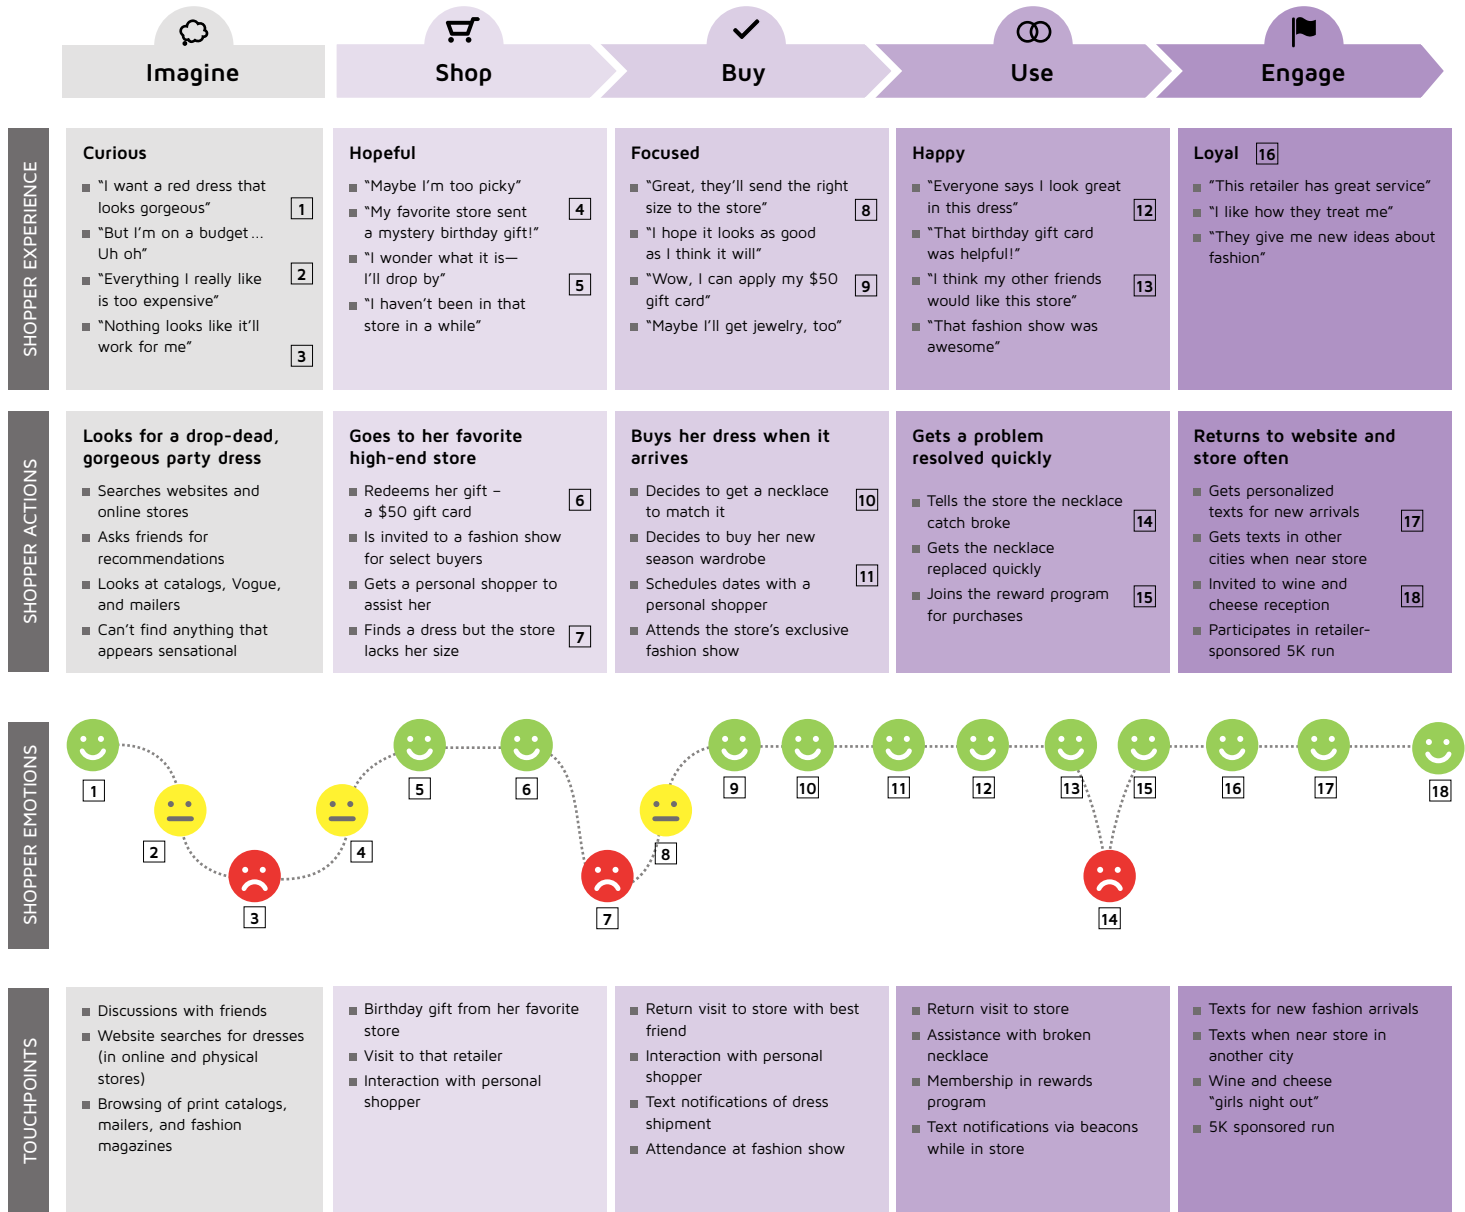 Imagine
Shop
Buy
Use
Engage
SHOPPER EXPERIENCE
Curious
“I want a red dress that
looks gorgeous”
1
“But I’m on a budget...
Uh oh”
2
“Everything I really like
is too expensive”
“Nothing looks like it’ll
work for me”
3
Hopeful
“Maybe I’m too picky”
4
“My favorite store sent
a mystery birthday gift!”
“I wonder what it is—
I’ll drop by”
5
“I haven’t been in that
store in a while”
Focused
“Great, they’ll send the right
size to the store”
8
“I hope it looks as good
as I think it will”
“Wow, I can apply my $50
gift card”
9
“Maybe I’ll get jewelry, too”
Happy
“Everyone says I look great
in this dress”
12
“That birthday gift card
was helpful!”
“I think my other friends
would like this store”
13
“That fashion show was
awesome”
Loyal 16
”This retailer has great service”
“I like how they treat me”
“They give me new ideas about
fashion”
SHOPPER ACTIONS
Looks for a drop-dead,
gorgeous party dress
Searches websites and
online stores
Asks friends for
recommendations
Looks at catalogs, Vogue,
and mailers
Can’t find anything that
appears sensational
Goes to her favorite
high-end store
Redeems her gift –
a $50 gift card
6
Is invited to a fashion show
for select buyers
Gets a personal shopper to
assist her
Finds a dress but the store
lacks her size
7
Buys her dress when it
arrives
Decides to get a necklace
to match it
10
Decides to buy her new
season wardrobe
Schedules dates with a
personal shopper
11
Attends the store’s exclusive
fashion show
Gets a problem
resolved quickly
Tells the store the necklace
catch broke
14
Gets the necklace
replaced quickly
Joins the reward program
for purchases
15
Returns to website and
store often
Gets personalized
texts for new arrivals
17
Gets texts in other
cities when near store
Invited to wine and
cheese reception
18
Participates in retailer-
sponsored 5K run
SHOPPER EMOTIONS
1
2
3
4
5
6
7
8
9
10
11
12
13
14
15
16
17
18
TOUCHPOINTS
Discussions with friends
Website searches for dresses
(in online and physical
stores)
Browsing of print catalogs,
mailers, and fashion
magazines
Birthday gift from her favorite
store
Visit to that retailer
Interaction with personal
shopper
Return visit to store with best
friend
Interaction with personal
shopper
Text notifications of dress
shipment
Attendance at fashion show
Return visit to store
Assistance with broken
necklace
Membership in rewards
program
Text notifications via beacons
while in store
Texts for new fashion arrivals
Texts when near store in
another city
Wine and cheese
“girls night out”
5K sponsored run